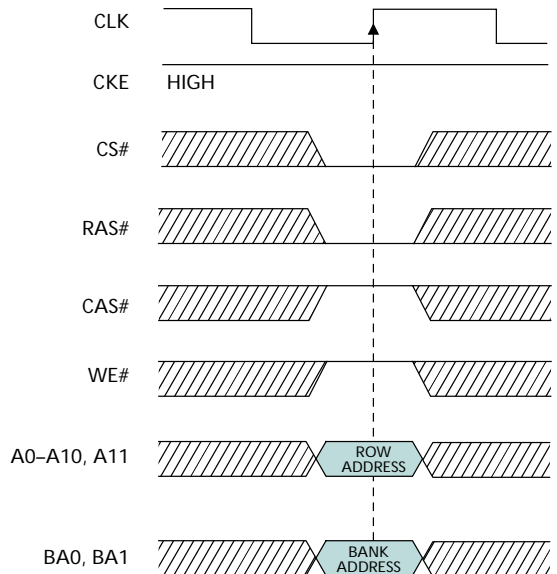 CLK
CKE HIGH
CS#
RAS#
CAS#
WE#
A0–A10, A11
ROW
ADDRESS
BA0, BA1
BANK
ADDRESS